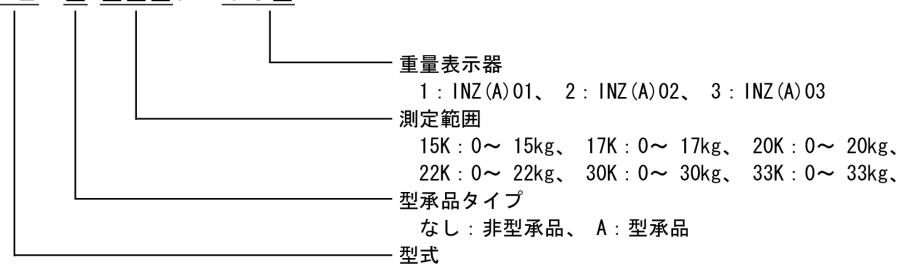 重量表示器
1：INZ(A)01、 2：INZ(A)02、 3：INZ(A)03
測定範囲
15K：0～ 15kg、 17K：0～ 17kg、 20K：0～ 20kg、
22K：0～ 22kg、 30K：0～ 30kg、 33K：0～ 33kg、
型承品タイプ
なし：非型承品、 A：型承品
型式